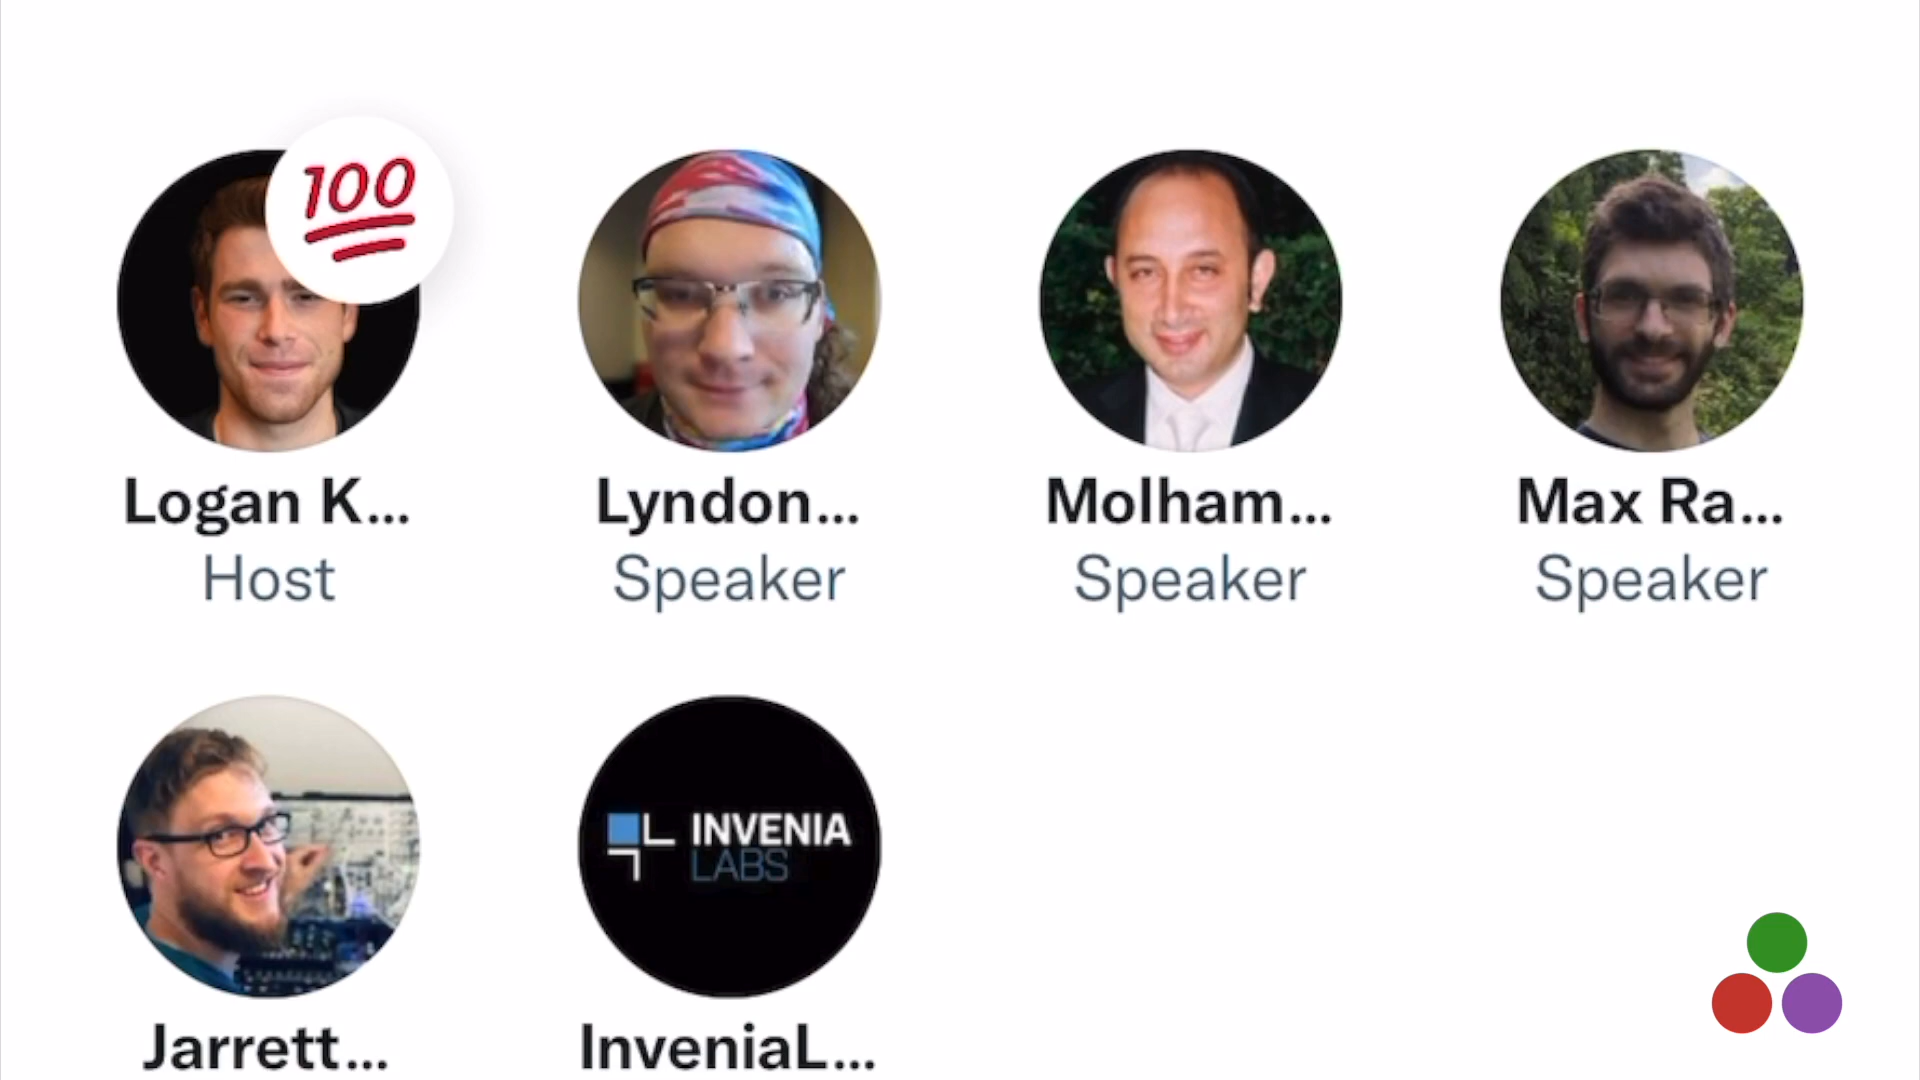 100
Logan K...
Host
Lyndon...
Speaker
Molham...
Speaker
Max Ra...
Speaker
Jarrett...
INVENIA
LABS
InveniaL...